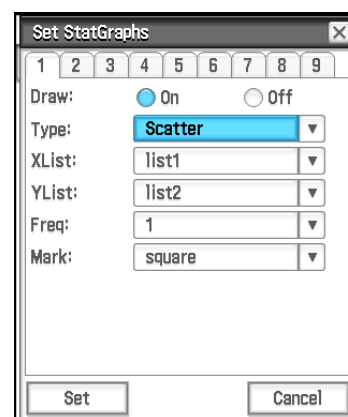 Set StatGraphs
1 2 3 4 5 6 7 8 9
Draw: On Off
Type: Scatter
XList: list1
YList: list2
Freq: 1
Mark: square
Set Cancel